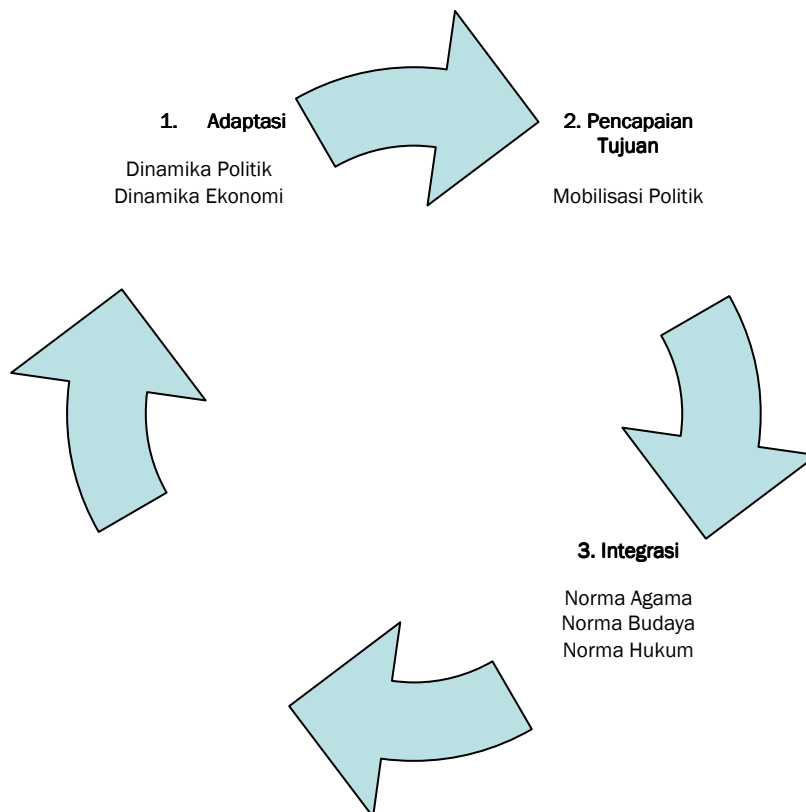 1. Adaptasi
Dinamika Politik
Dinamika Ekonomi
2. Pencapaian
Tujuan
Mobilisasi Politik
3. Integrasi
Norma Agama
Norma Budaya
Norma Hukum